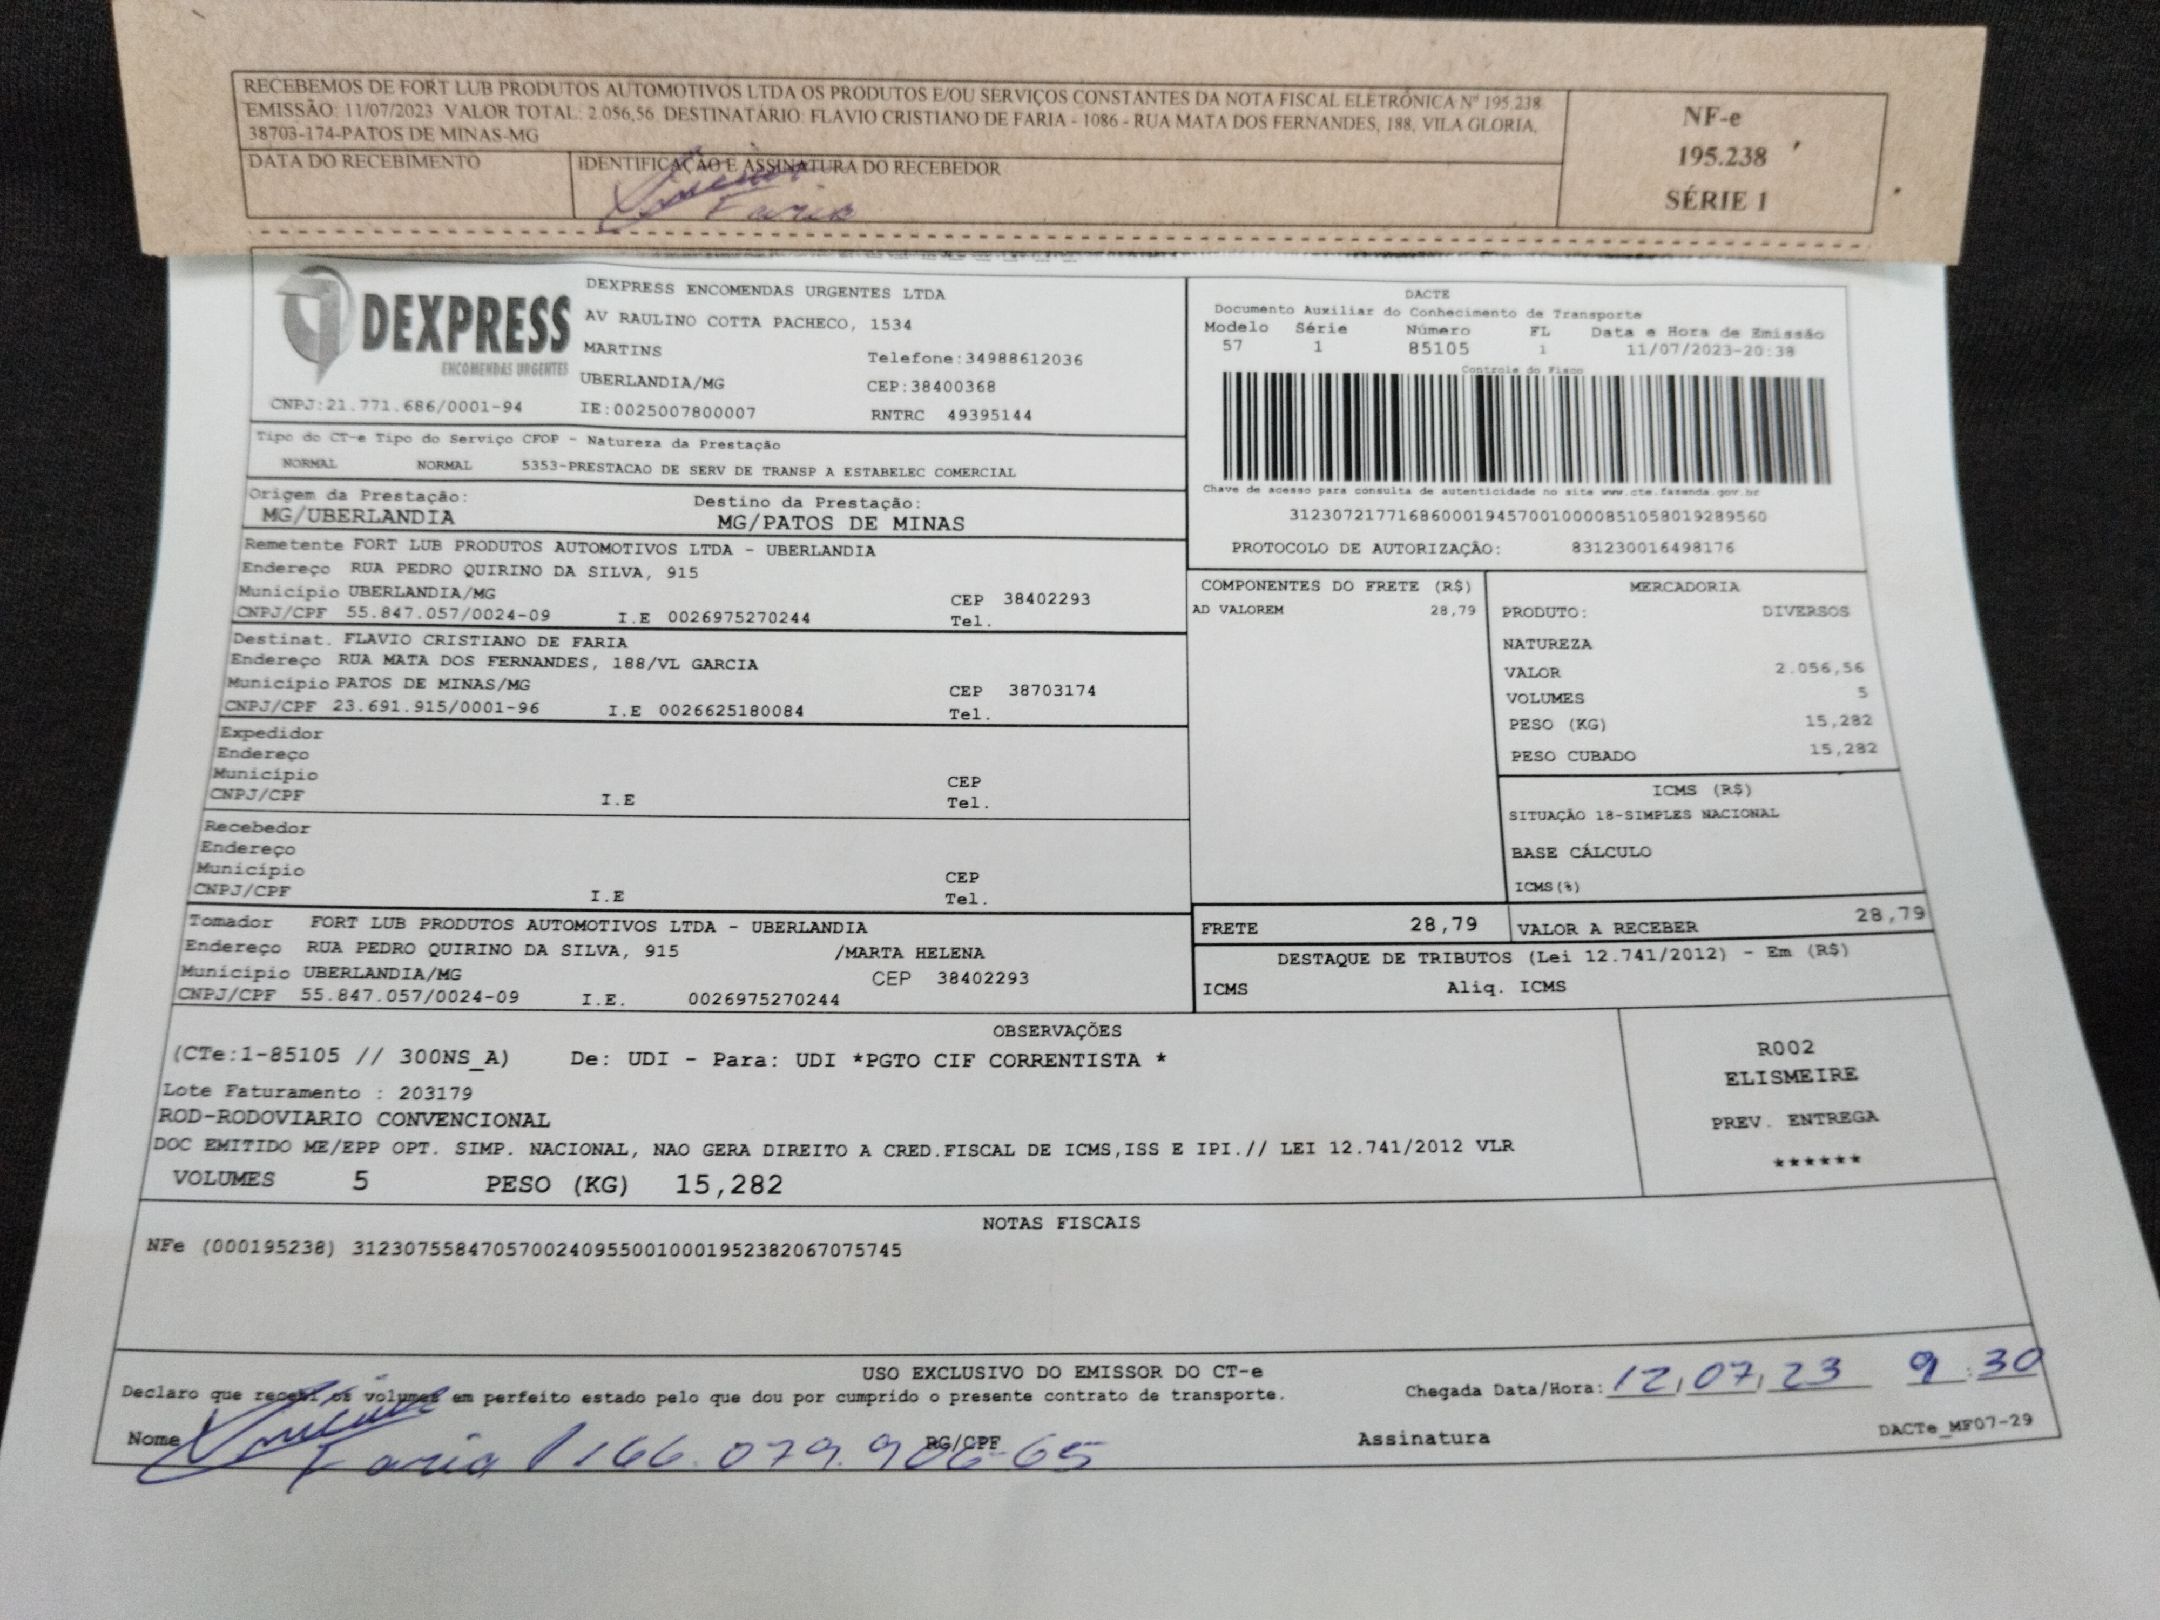 RECEBEMOS DE FORT LUB PRODUTOS AUTOMOTIVOS LTDA OS PRODUTOS E/OU SERVIÇOS CONSTANTES DA NOTA FISCAL ELETRÔNICA Nº 195.238
EMISSÃO: 11/07/2023 VALOR TOTAL: 2.056,56 DESTINATÁRIO: FLAVIO CRISTIANO DE FARIA - 1086 - RUA MATA DOS FERNANDES, 188, VILA GLORIA,
38703-174-PATOS DE MINAS-MG
DATA DO RECEBIMENTO
IDENTIFICAÇÃO E ASSINATURA DO RECEBEDOR
Faria
NF-e
195.238
SÉRIE 1
DEXPRESS
ENCOMENDAS URGENTES
CNPJ:21.771.686/0001-94
DEXPRESS ENCOMENDAS URGENTES LTDA
AV RAULINO COTTA PACHECO, 1534
MARTINS Telefone:34988612036
UBERLANDIA/MG CEP:38400368
IE:0025007800007 RNTRC 49395144
DACTE
Documento Auxiliar do Conhecimento de Transporte
Modelo Série Número FL Data e Hora de Emissão
57 1 85105 1 11/07/2023-20:38
Controle do Fisco
Chave de acesso para consulta de autenticidade no site www.cte.fazenda.gov.br
31230721771686000194570010000851058019289560
PROTOCOLO DE AUTORIZAÇÃO: 831230016498176
Tipo do CT-e Tipo do Serviço CFOP - Natureza da Prestação
NORMAL NORMAL 5353-PRESTACAO DE SERV DE TRANSP A ESTABELEC COMERCIAL
Origem da Prestação: Destino da Prestação:
MG/UBERLANDIA MG/PATOS DE MINAS
Remetente FORT LUB PRODUTOS AUTOMOTIVOS LTDA - UBERLANDIA
Endereço RUA PEDRO QUIRINO DA SILVA, 915
Município UBERLANDIA/MG CEP 38402293
CNPJ/CPF 55.847.057/0024-09 I.E 0026975270244 Tel.
Destinat. FLAVIO CRISTIANO DE FARIA
Endereço RUA MATA DOS FERNANDES, 188/VL GARCIA
Município PATOS DE MINAS/MG CEP 38703174
CNPJ/CPF 23.691.915/0001-96 I.E 0026625180084 Tel.
Expedidor
Endereço
Município CEP
CNPJ/CPF I.E Tel.
Recebedor
Endereço
Município CEP
CNPJ/CPF I.E Tel.
Tomador FORT LUB PRODUTOS AUTOMOTIVOS LTDA - UBERLANDIA
Endereço RUA PEDRO QUIRINO DA SILVA, 915 /MARTA HELENA
Município UBERLANDIA/MG CEP 38402293
CNPJ/CPF 55.847.057/0024-09 I.E. 0026975270244
COMPONENTES DO FRETE (R$)
AD VALOREM 28,79
MERCADORIA
PRODUTO: DIVERSOS
NATUREZA
VALOR 2.056,56
VOLUMES 5
PESO (KG) 15,282
PESO CUBADO 15,282
ICMS (R$)
SITUAÇÃO 18-SIMPLES NACIONAL
BASE CÁLCULO
ICMS(%)
FRETE 28,79 VALOR A RECEBER 28,79
DESTAQUE DE TRIBUTOS (Lei 12.741/2012) - Em (R$)
ICMS Aliq. ICMS
OBSERVAÇÕES
(CTe:1-85105 // 300NS_A) De: UDI - Para: UDI *PGTO CIF CORRENTISTA *
Lote Faturamento : 203179
ROD-RODOVIARIO CONVENCIONAL
DOC EMITIDO ME/EPP OPT. SIMP. NACIONAL, NAO GERA DIREITO A CRED.FISCAL DE ICMS,ISS E IPI.// LEI 12.741/2012 VLR
VOLUMES 5 PESO (KG) 15,282
R002
ELISMEIRE
PREV. ENTREGA
******
NOTAS FISCAIS
NFe (000195238) 31230755847057002409550010001952382067075745
USO EXCLUSIVO DO EMISSOR DO CT-e
Declaro que recebi os volumes em perfeito estado pelo que dou por cumprido o presente contrato de transporte.
Chegada Data/Hora: 12,07,23 9:30
Nome RG/CPF Assinatura DACTe_MF07-29
Faria 166.079.906-65